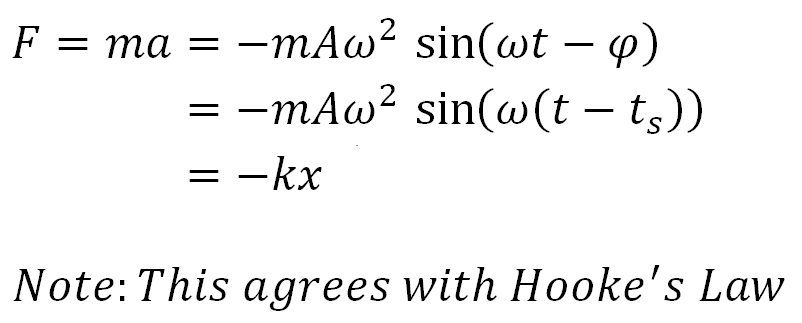 F = ma = −mAω² sin(ωt − φ)
= −mAω² sin(ω(t − tₛ))
= −kx
Note: This agrees with Hooke's Law